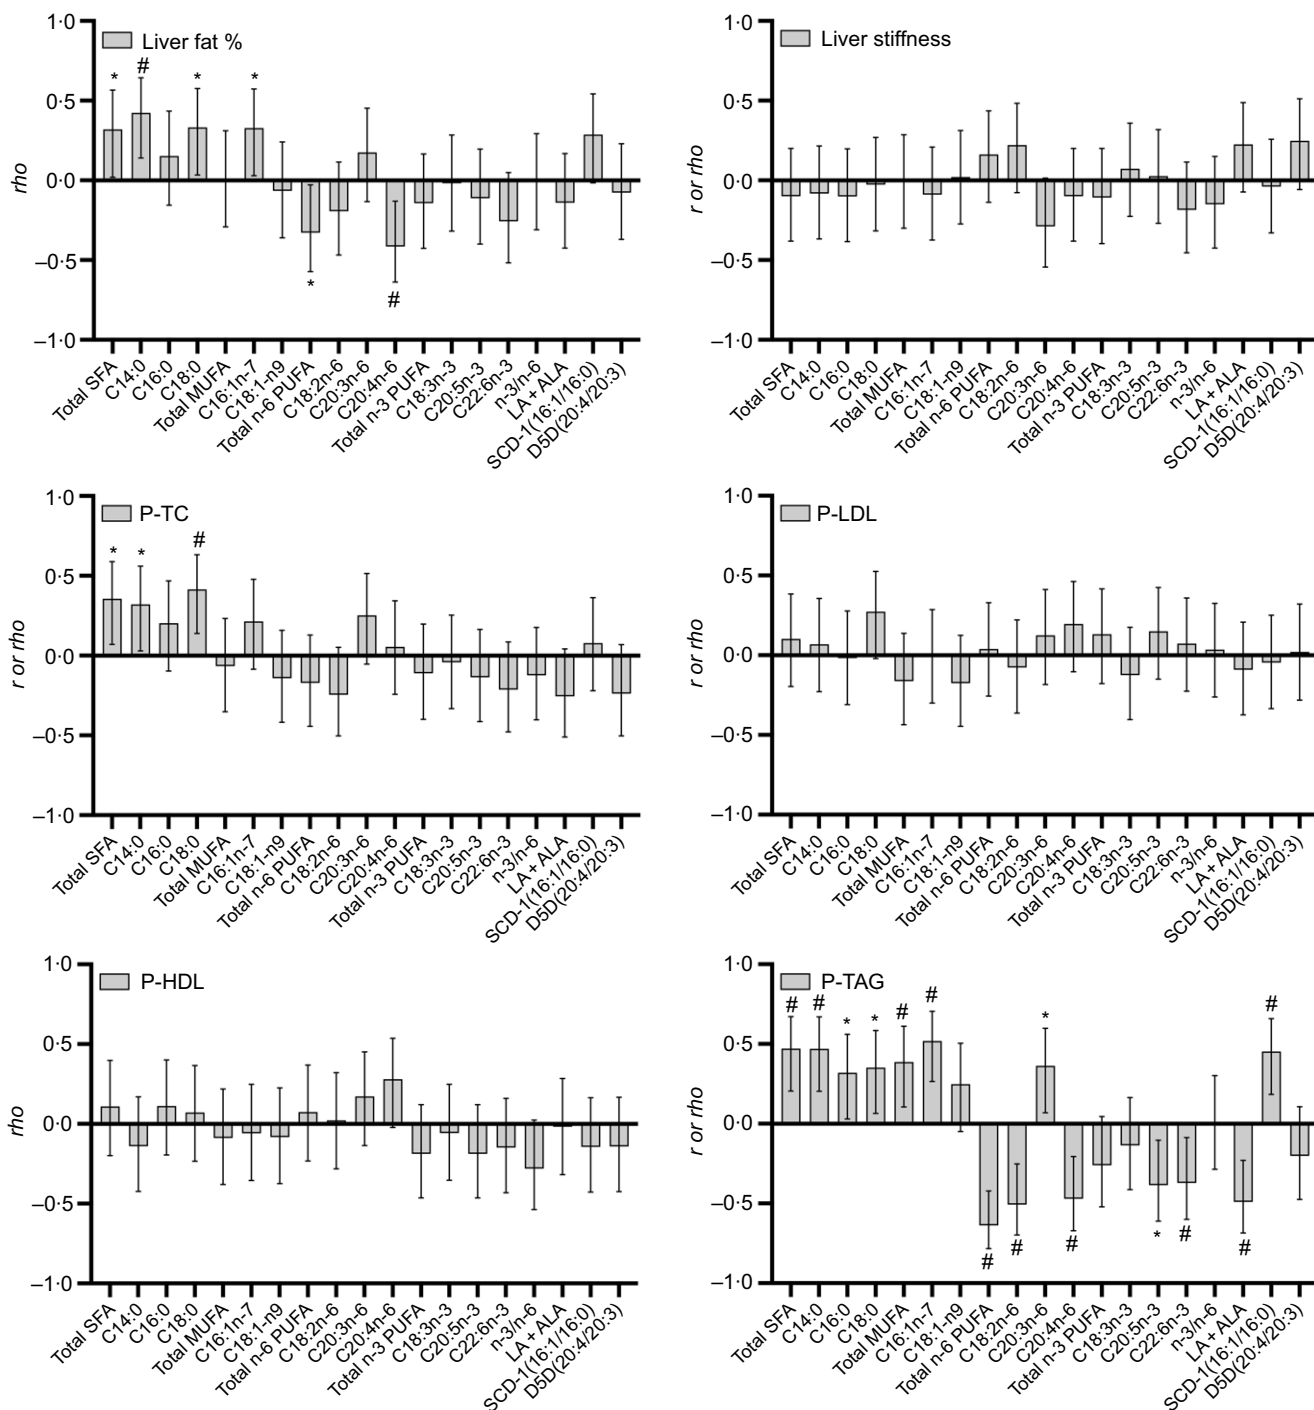 1·0
0·5
0·0
–0·5
–1·0
rho
Liver fat %
* # * * * #
Total SFA
C14:0
C16:0
C18:0
Total MUFA
C16:1n-7
C18:1-n9
Total n-6 PUFA
C18:2n-6
C20:3n-6
C20:4n-6
Total n-3 PUFA
C18:3n-3
C20:5n-3
C22:6n-3
n-3/n-6
LA + ALA
SCD-1(16:1/16:0)
D5D(20:4/20:3)
1·0
0·5
0·0
–0·5
–1·0
r or rho
Liver stiffness
Total SFA
C14:0
C16:0
C18:0
Total MUFA
C16:1n-7
C18:1-n9
Total n-6 PUFA
C18:2n-6
C20:3n-6
C20:4n-6
Total n-3 PUFA
C18:3n-3
C20:5n-3
C22:6n-3
n-3/n-6
LA + ALA
SCD-1(16:1/16:0)
D5D(20:4/20:3)
1·0
0·5
0·0
–0·5
–1·0
r or rho
P-TC
* * #
Total SFA
C14:0
C16:0
C18:0
Total MUFA
C16:1n-7
C18:1-n9
Total n-6 PUFA
C18:2n-6
C20:3n-6
C20:4n-6
Total n-3 PUFA
C18:3n-3
C20:5n-3
C22:6n-3
n-3/n-6
LA + ALA
SCD-1(16:1/16:0)
D5D(20:4/20:3)
1·0
0·5
0·0
–0·5
–1·0
r or rho
P-LDL
Total SFA
C14:0
C16:0
C18:0
Total MUFA
C16:1n-7
C18:1-n9
Total n-6 PUFA
C18:2n-6
C20:3n-6
C20:4n-6
Total n-3 PUFA
C18:3n-3
C20:5n-3
C22:6n-3
n-3/n-6
LA + ALA
SCD-1(16:1/16:0)
D5D(20:4/20:3)
1·0
0·5
0·0
–0·5
–1·0
rho
P-HDL
Total SFA
C14:0
C16:0
C18:0
Total MUFA
C16:1n-7
C18:1-n9
Total n-6 PUFA
C18:2n-6
C20:3n-6
C20:4n-6
Total n-3 PUFA
C18:3n-3
C20:5n-3
C22:6n-3
n-3/n-6
LA + ALA
SCD-1(16:1/16:0)
D5D(20:4/20:3)
1·0
0·5
0·0
–0·5
–1·0
r or rho
P-TAG
# # * * # # # # * # * # # #
Total SFA
C14:0
C16:0
C18:0
Total MUFA
C16:1n-7
C18:1-n9
Total n-6 PUFA
C18:2n-6
C20:3n-6
C20:4n-6
Total n-3 PUFA
C18:3n-3
C20:5n-3
C22:6n-3
n-3/n-6
LA + ALA
SCD-1(16:1/16:0)
D5D(20:4/20:3)